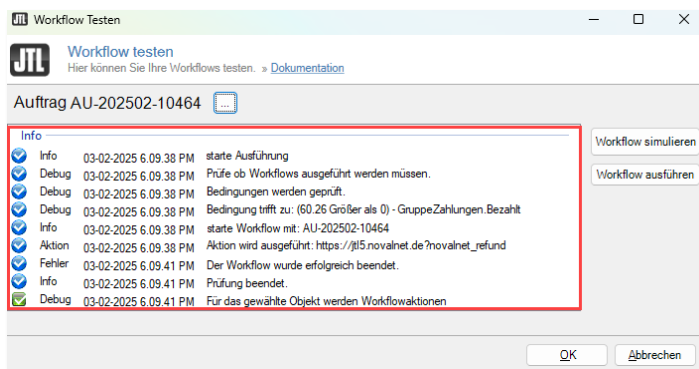 JTL Workflow Testen
JTL Workflow testen
Hier können Sie Ihre Workflows testen. » Dokumentation
Auftrag AU-202502-10464 ...
Info
Info 03-02-2025 6.09.38 PM starte Ausführung
Debug 03-02-2025 6.09.38 PM Prüfe ob Workflows ausgeführt werden müssen.
Debug 03-02-2025 6.09.38 PM Bedingungen werden geprüft.
Debug 03-02-2025 6.09.38 PM Bedingung trifft zu: (60.26 Größer als 0) - GruppeZahlungen.Bezahlt
Info 03-02-2025 6.09.38 PM starte Workflow mit: AU-202502-10464
Aktion 03-02-2025 6.09.38 PM Aktion wird ausgeführt: https://jtl5.novalnet.de?novalnet_refund
Fehler 03-02-2025 6.09.41 PM Der Workflow wurde erfolgreich beendet.
Info 03-02-2025 6.09.41 PM Prüfung beendet.
Debug 03-02-2025 6.09.41 PM Für das gewählte Objekt werden Workflowaktionen
Workflow simulieren
Workflow ausführen
OK
Abbrechen